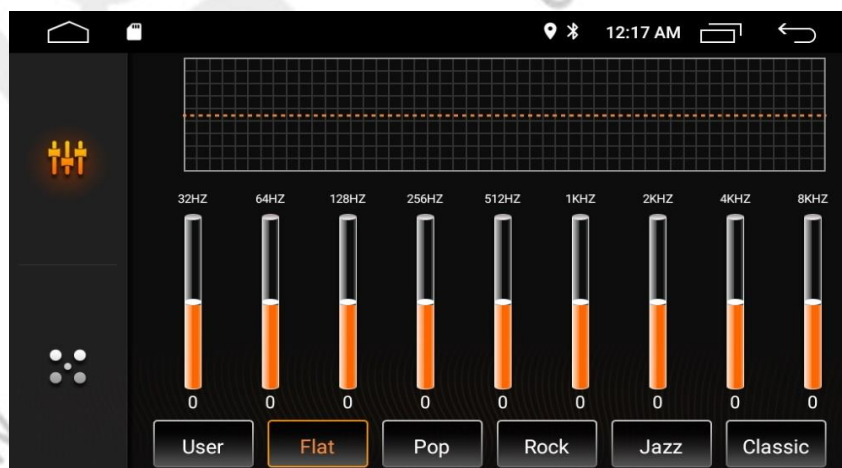 12:17 AM
32HZ 64HZ 128HZ 256HZ 512HZ 1KHZ 2KHZ 4KHZ 8KHZ
0 0 0 0 0 0 0 0 0
User Flat Pop Rock Jazz Classic